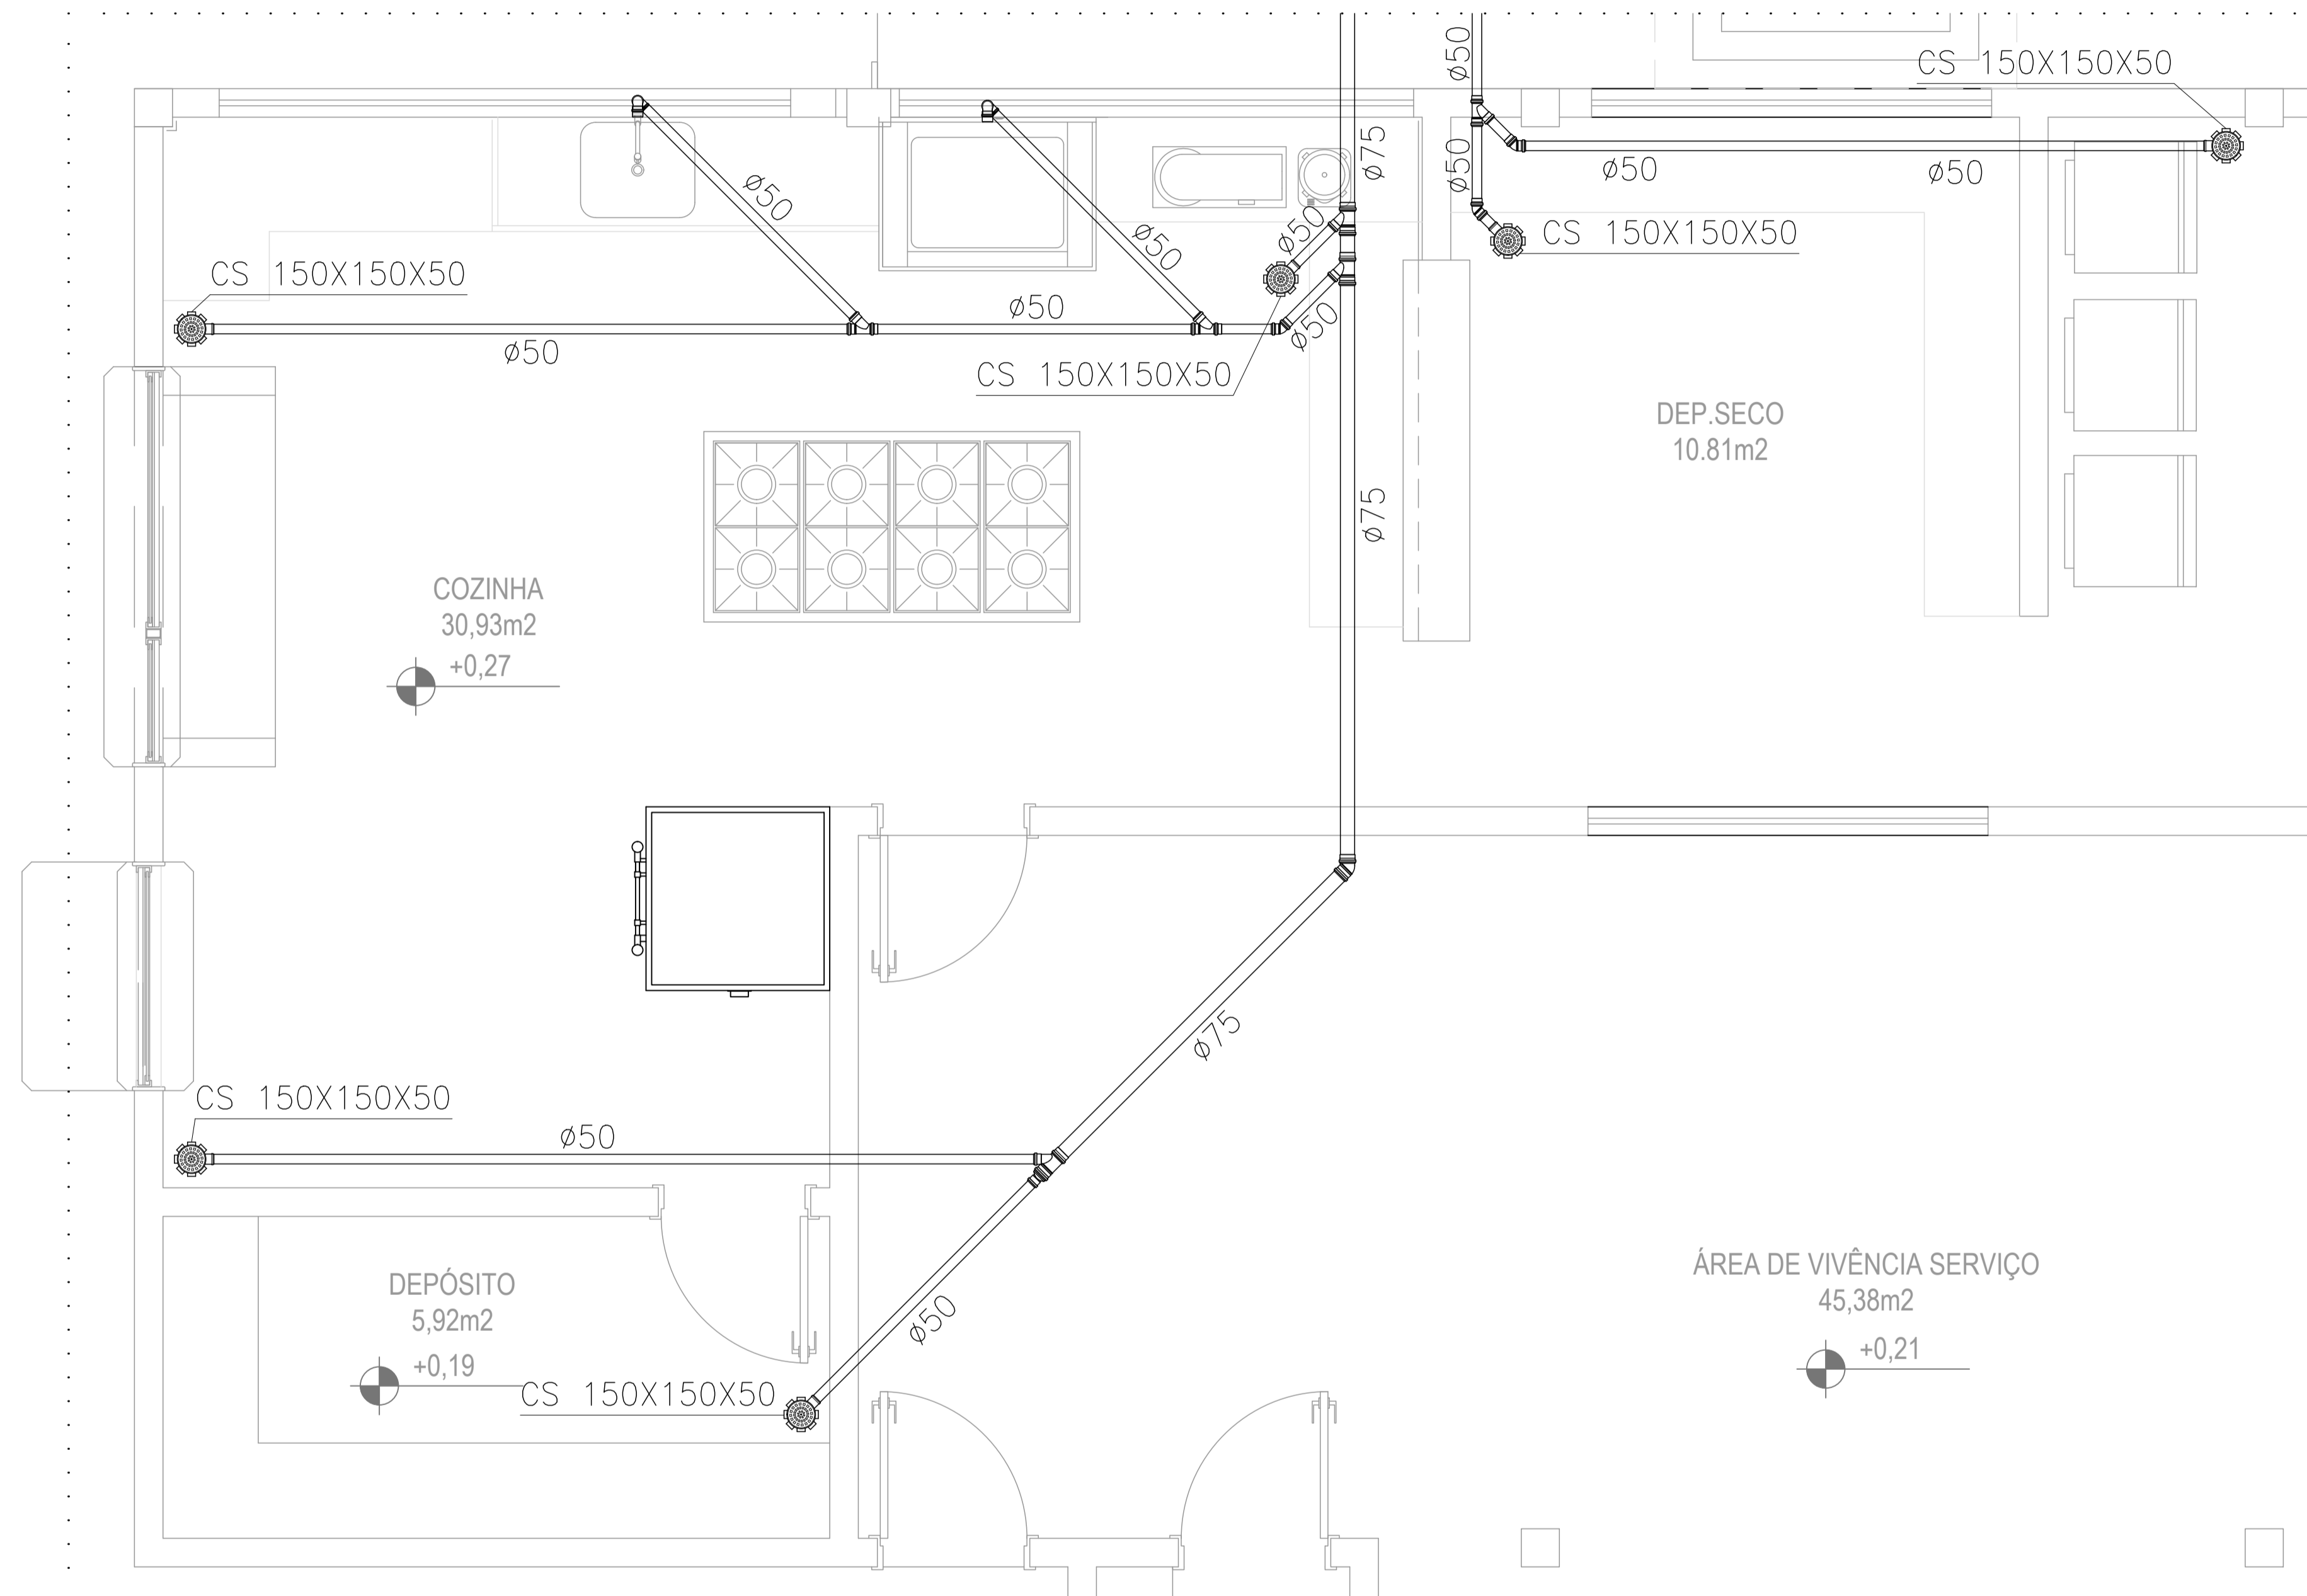 ø50
CS 150X150X50
ø75
ø50
ø50
ø50
ø50
ø50
ø50
CS 150X150X50
CS 150X150X50
ø50
ø50
ø50
CS 150X150X50
DEP.SECO
10.81m2
ø75
COZINHA
30,93m2
+0,27
ø75
CS 150X150X50
ø50
ÁREA DE VIVÊNCIA SERVIÇO
45,38m2
+0,21
DEPÓSITO
5,92m2
+0,19
ø50
CS 150X150X50